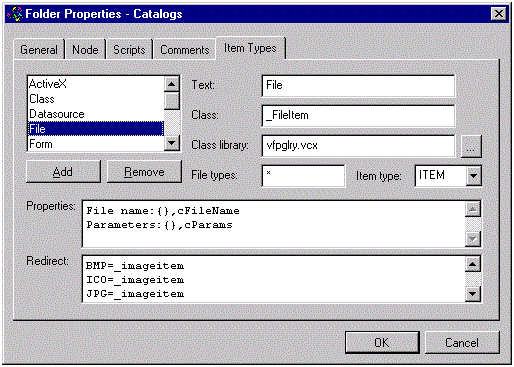 Folder Properties - Catalogs
General Node Scripts Comments Item Types
ActiveX
Class
Datasource
File
Form
Add Remove
Text: File
Class: _FileItem
Class library: vfpglry.vcx ...
File types: * Item type: ITEM
Properties: File name:{},cFileName
Parameters:{},cParams
Redirect: BMP=_imageitem
ICO=_imageitem
JPG=_imageitem
OK Cancel